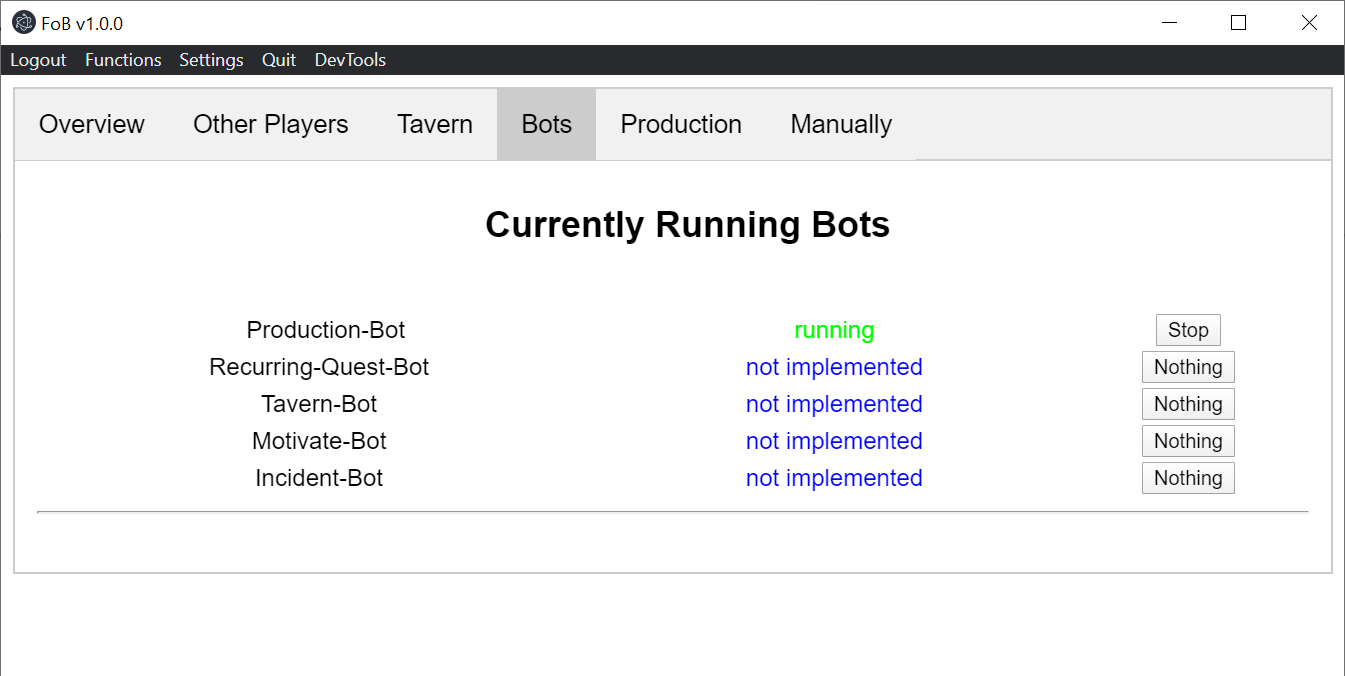 FoB v1.0.0
Logout Functions Settings Quit DevTools
Overview Other Players Tavern Bots Production Manually
Currently Running Bots
Production-Bot running Stop
Recurring-Quest-Bot not implemented Nothing
Tavern-Bot not implemented Nothing
Motivate-Bot not implemented Nothing
Incident-Bot not implemented Nothing